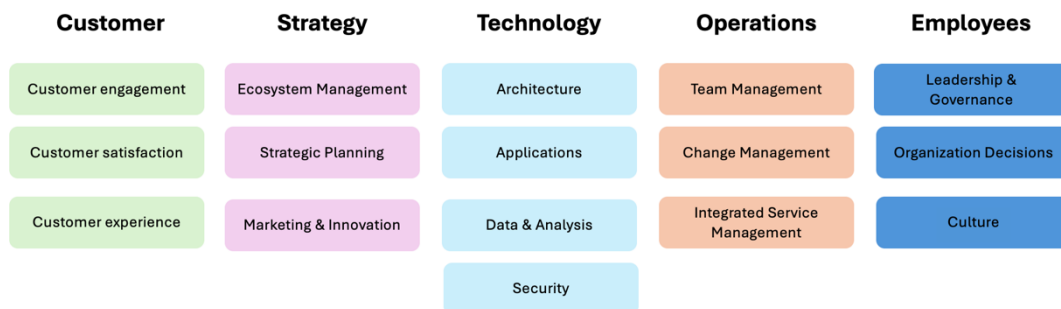 Customer
Strategy
Technology
Operations
Employees
Customer engagement
Ecosystem Management
Architecture
Team Management
Leadership &
Governance
Customer satisfaction
Strategic Planning
Applications
Change Management
Organization Decisions
Customer experience
Marketing & Innovation
Data & Analysis
Integrated Service
Management
Culture
Security